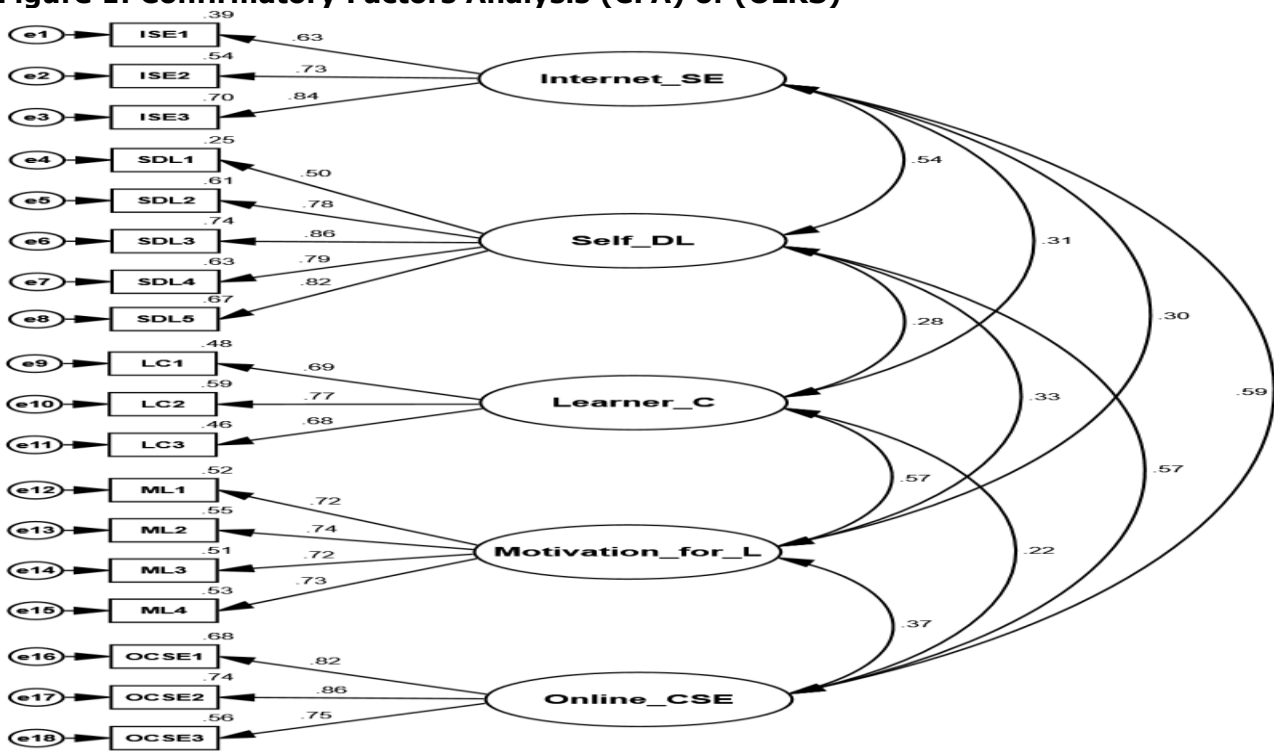 Figure 1: Confirmatory Factors Analysis (CFA) of
.39
e1 ISE1 .63
.54
e2 ISE2 .73 Internet_SE
.70
e3 ISE3 .84
.25
e4 SDL1 .50 .54
.61
e5 SDL2 .78
.74
e6 SDL3 .86 Self_DL .31
.63
e7 SDL4 .79
.67
e8 SDL5 .82 .28 .30
.48
e9 LC1 .69
.59
e10 LC2 .77 Learner_C .33 .59
.46
e11 LC3 .68
.52
e12 ML1 .72 .57 .57
.55
e13 ML2 .74 Motivation_for_L .22
.51
e14 ML3 .72
.53
e15 ML4 .73 .37
.68
e16 OCSE1 .82
.74
e17 OCSE2 .86 Online_CSE
.56
e18 OCSE3 .75